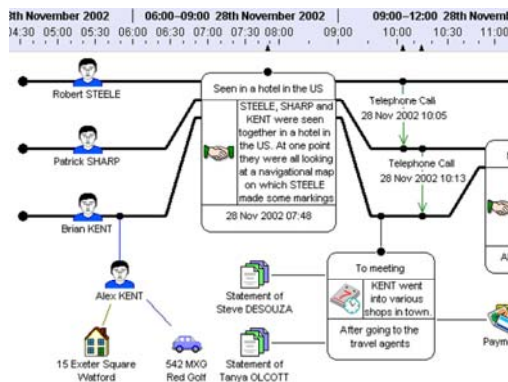 8th November 2002 06:00–09:00 28th November 2002 09:00–12:00 28th Novem
04:30 05:00 05:30 06:00 06:30 07:00 07:30 08:00 09:00 10:00 10:30 11:00
Robert STEELE
Patrick SHARP
Brian KENT
Seen in a hotel in the US
STEELE, SHARP and
KENT were seen
together in a hotel in
the US. At one point
they were all looking
at a navigational map
on which STEELE
made some markings
28 Nov 2002 07:48
Telephone Call
28 Nov 2002 10:05
Telephone Call
28 Nov 2002 10:13
Alex KENT
15 Exeter Square
Watford
542 MXG
Red Golf
Statement of
Steve DESOUZA
Statement of
Tanya OLCOTT
To meeting
7
KENT went
into various
shops in town.
After going to the
travel agents
Paym